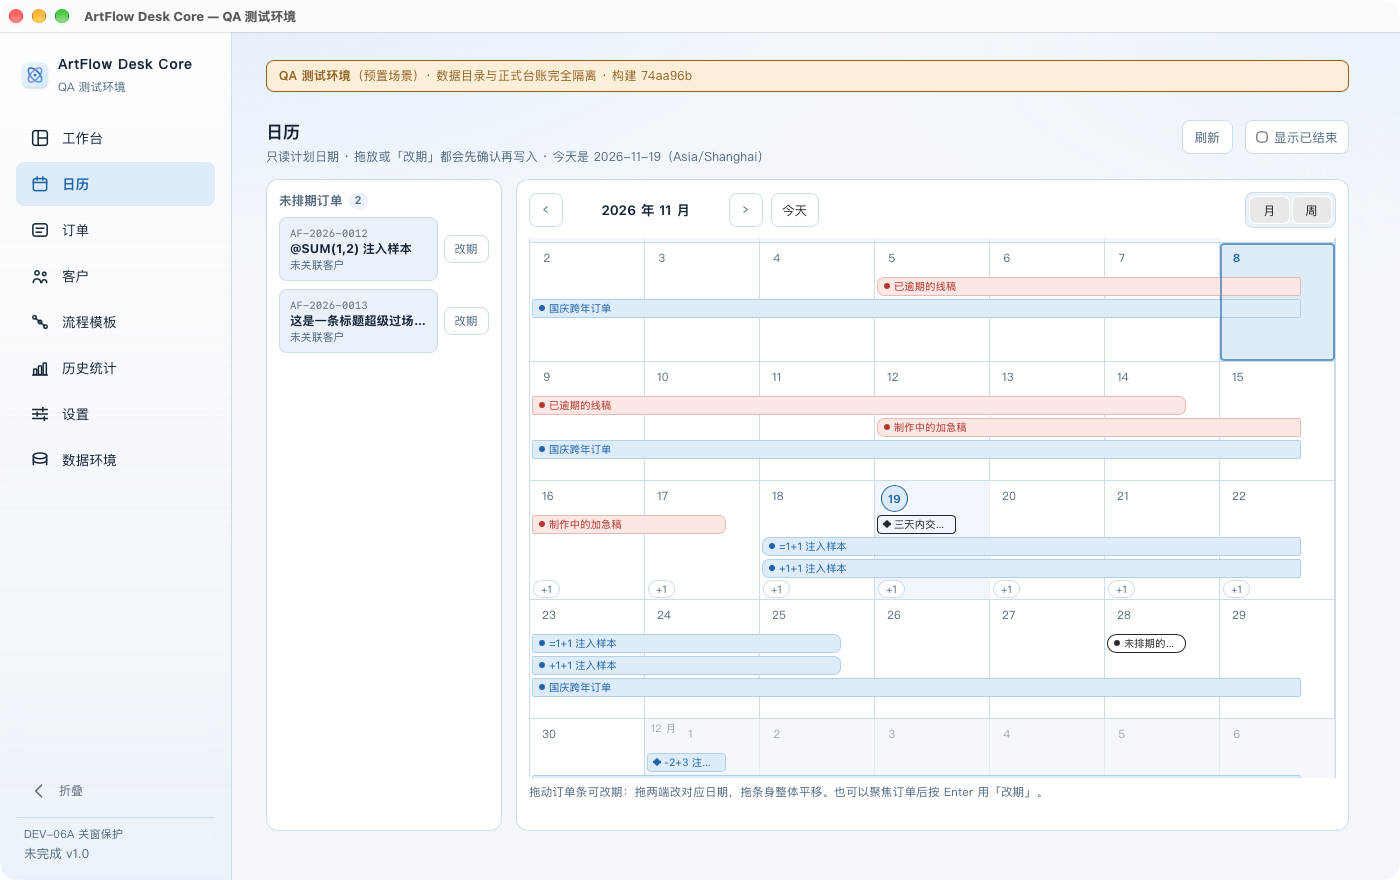 ArtFlow Desk Core — QA 测试环境
ArtFlow Desk Core
QA 测试环境
工作台
日历
订单
客户
流程模板
历史统计
设置
数据环境
折叠
DEV-06A 关窗保护
未完成 v1.0
QA 测试环境（预置场景）· 数据目录与正式台账完全隔离 · 构建 74aa96b
日历
只读计划日期 · 拖放或「改期」都会先确认再写入 · 今天是 2026-11-19（Asia/Shanghai）
刷新
显示已结束
未排期订单 2
AF-2026-0012
@SUM(1,2) 注入样本
未关联客户
改期
AF-2026-0013
这是一条标题超级过场...
未关联客户
改期
< 2026 年 11 月 > 今天
月 周
2 3 4 5 6 7 8
已逾期的线稿
国庆跨年订单
9 10 11 12 13 14 15
已逾期的线稿
制作中的加急稿
国庆跨年订单
16 17 18 19 20 21 22
制作中的加急稿
三天内交...
=1+1 注入样本
+1+1 注入样本
+1 +1 +1 +1 +1 +1 +1
23 24 25 26 27 28 29
=1+1 注入样本
未排期的...
+1+1 注入样本
国庆跨年订单
30 12 月 1 2 3 4 5 6
-2+3 注...
拖动订单条可改期：拖两端改对应日期，拖条身整体平移。也可以聚焦订单后按 Enter 用「改期」。